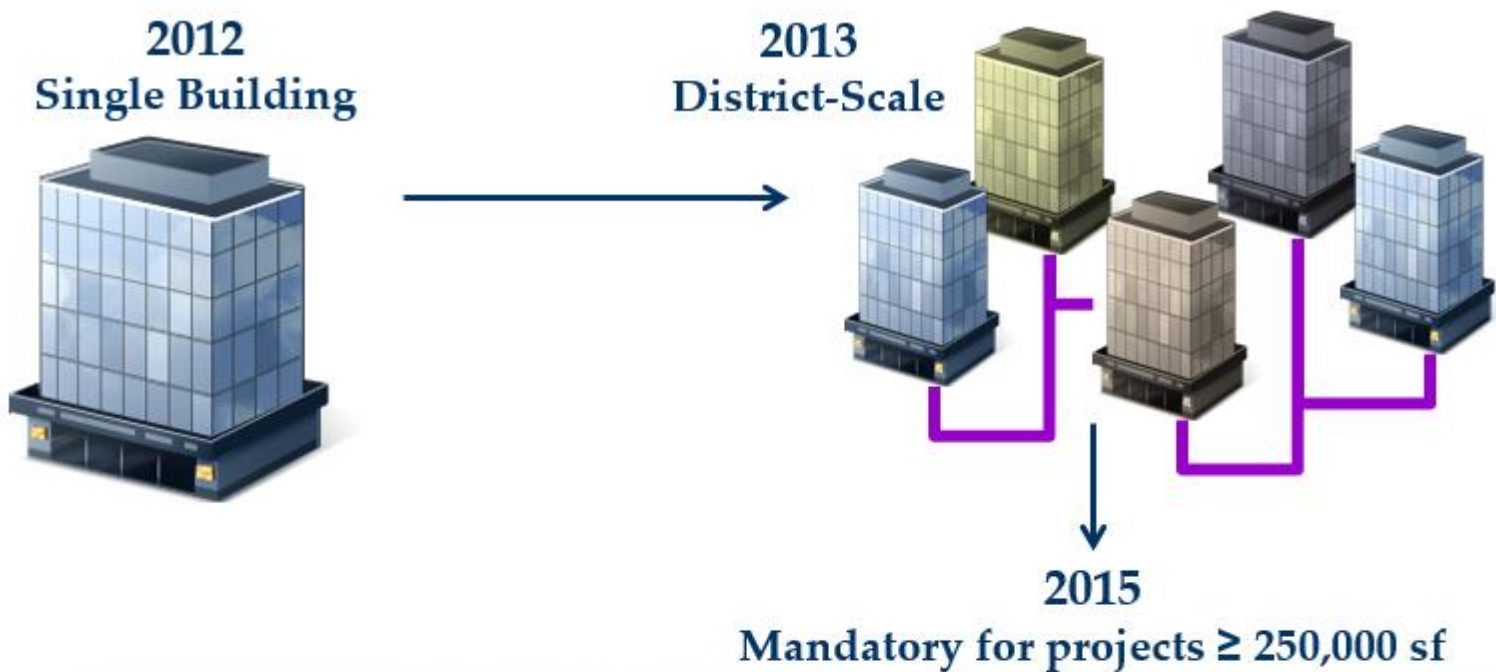 2012
Single Building
2013
District-Scale
2015
Mandatory for projects ≥ 250,000 sf